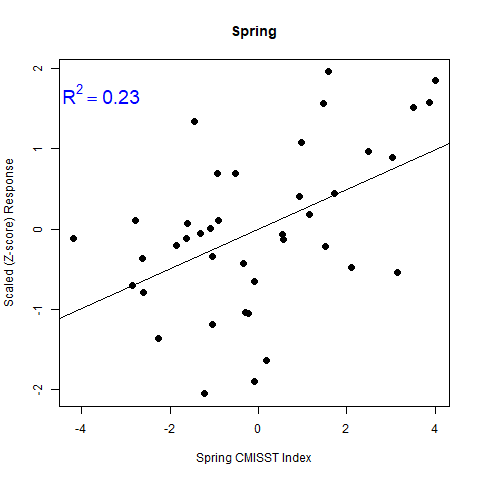 Spring
R² = 0.23
2
1
0
-1
-2
Scaled (Z-score) Response
-4 -2 0 2 4
Spring CMISST Index